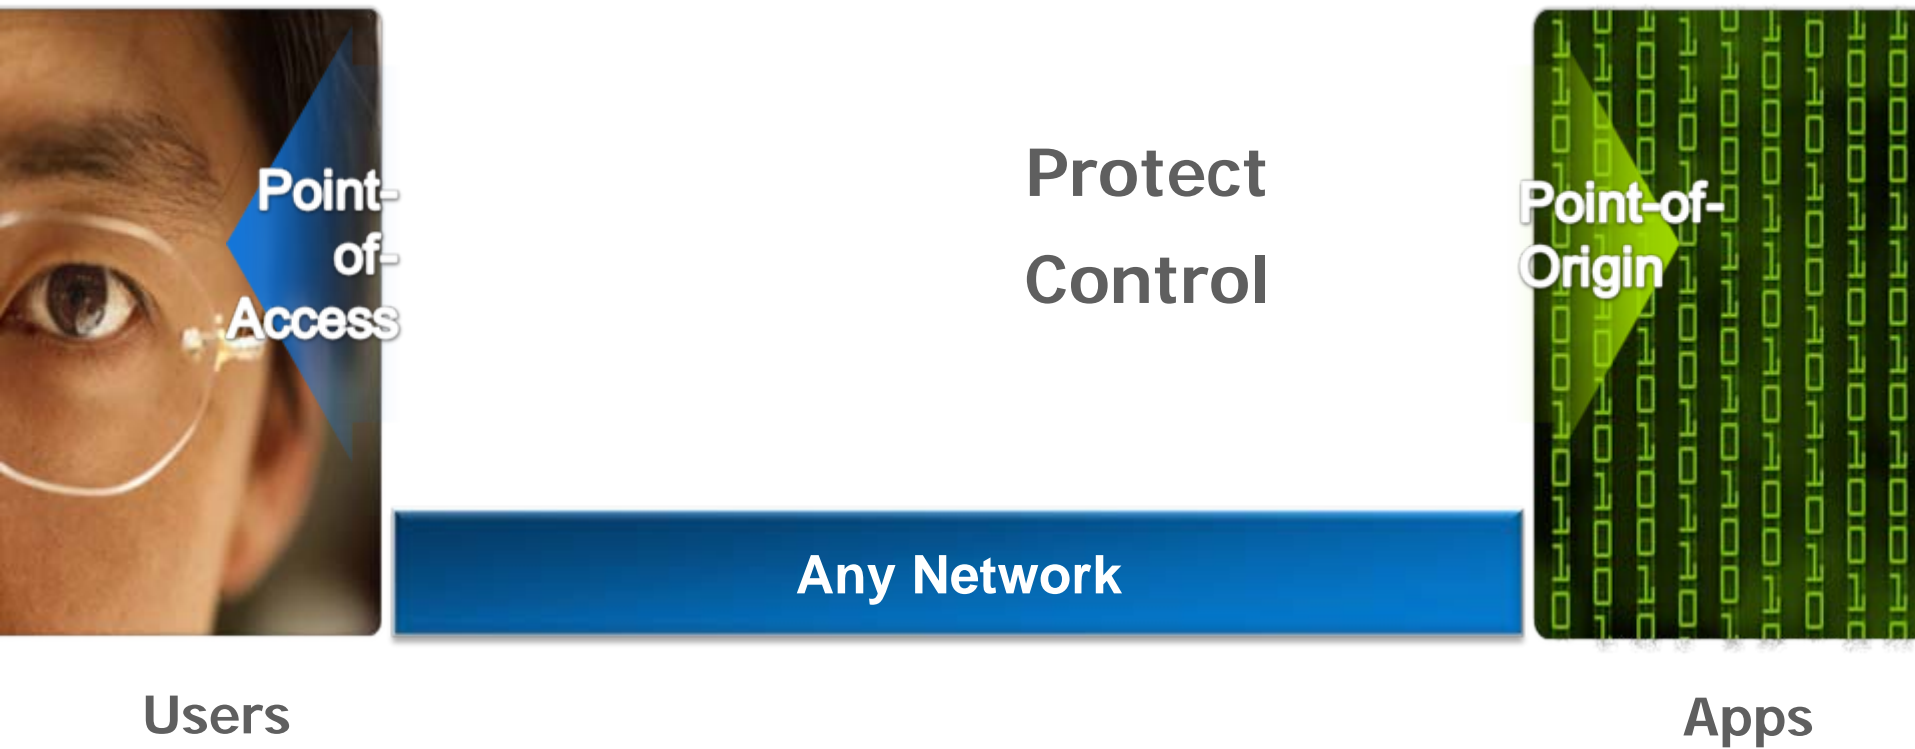 Point-
of-
Access
Protect
Control
Point-of-
Origin
Any Network
Users
Apps